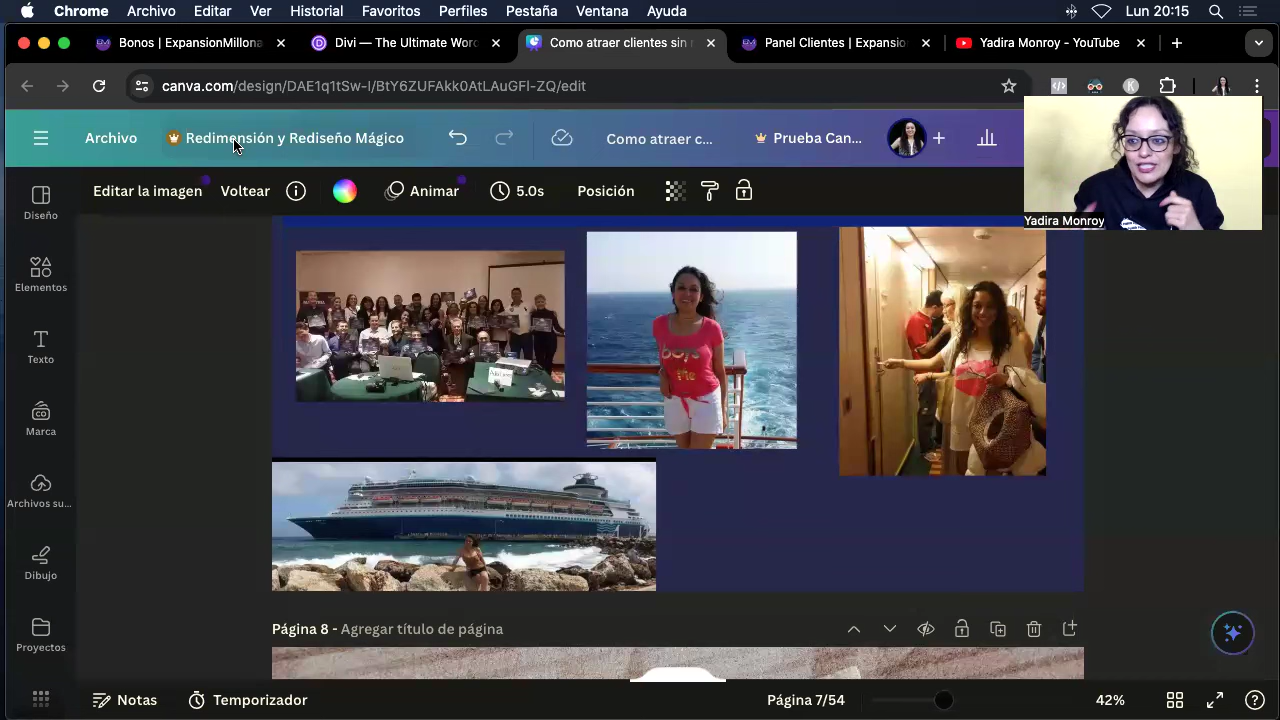 Chrome Archivo Editar Ver Historial Favoritos Perfiles Pestaña Ventana Ayuda Lun 20:15
Bonos | ExpansionMillona
Divi — The Ultimate Word
Como atraer clientes sin
Panel Clientes | Expansio
Yadira Monroy - YouTube
canva.com/design/DAE1q1tSw-I/BtY6ZUFAkk0AtLAuGFI-ZQ/edit
Archivo Redimensión y Rediseño Mágico Como atraer c... Prueba Can...
Editar la imagen Voltear Animar 5.0s Posición
Yadira Monroy
Diseño
Elementos
Texto
Marca
Archivos su...
Dibujo
Proyectos
Página 8 - Agregar título de página
Notas Temporizador Página 7/54 42%